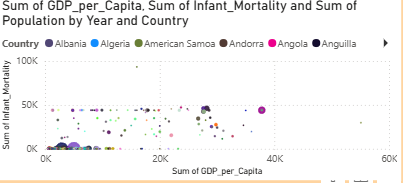 Sum of GDP_per_Capita, Sum of Infant_Mortality and Sum of
Population by Year and Country
Country Albania Algeria American Samoa Andorra Angola Anguilla
Sum of Infant_Mortality
100K
50K
0K
0K 20K 40K 60K
Sum of GDP_per_Capita